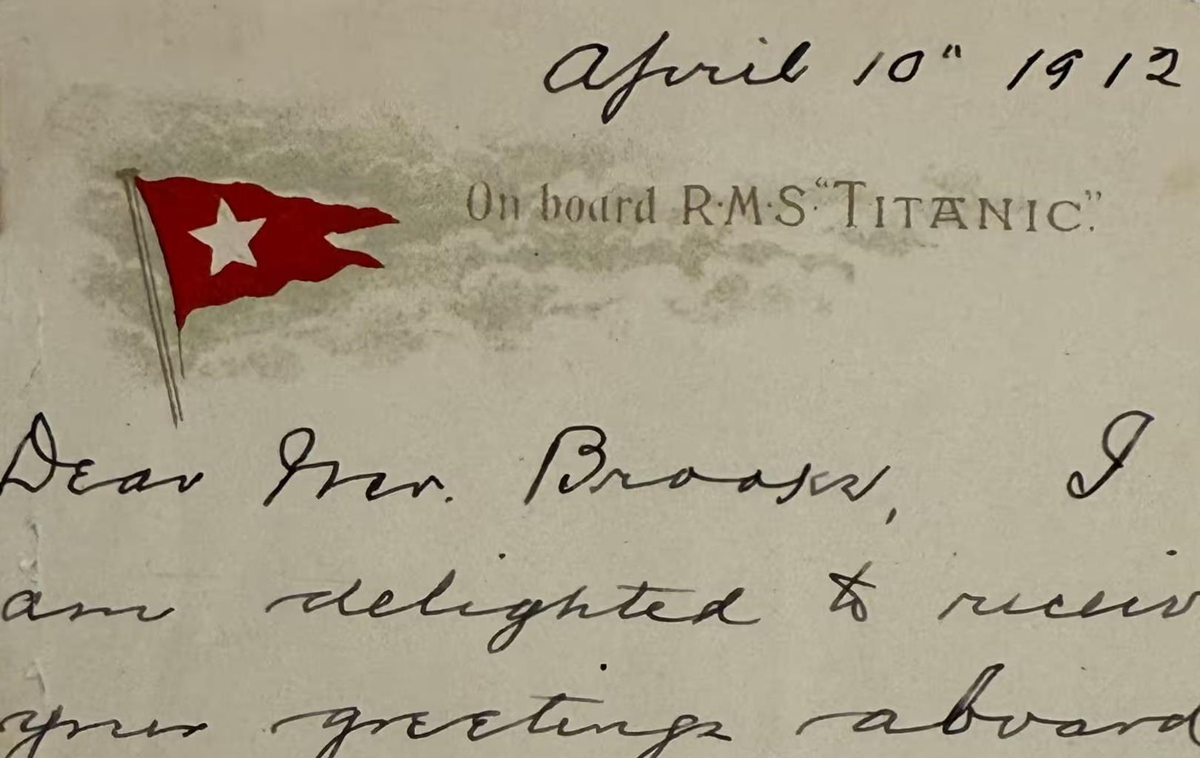 April 10" 1912
On board R·M·S· "TITANIC."
Dear Mr. Brooks, I
am delighted to receiv
your greetings aboard